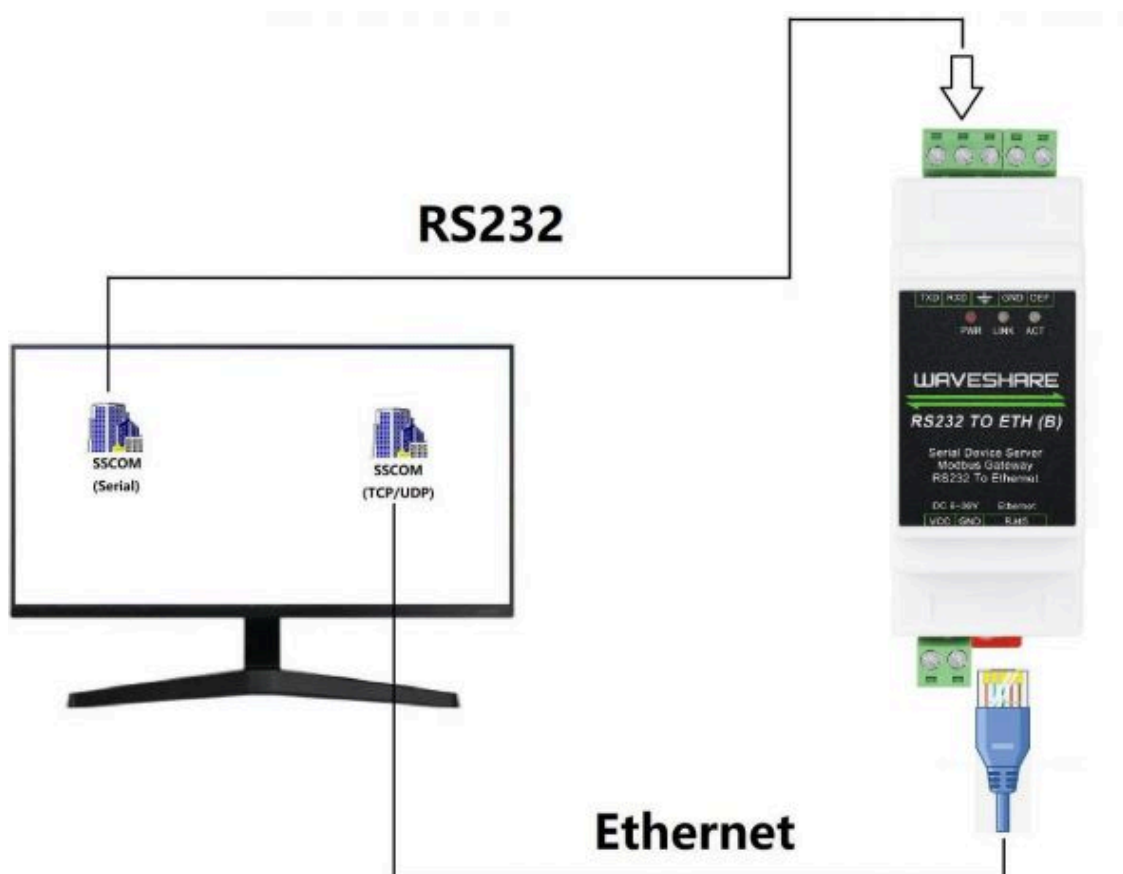 RS232
TXD RXD GND DEF
PWR LINK ACT
WAVESHARE
RS232 TO ETH (B)
Serial Device Server
Modbus Gateway
RS232 To Ethernet
DC 6~36V Ethernet
VCC GND RJ45
SSCOM
(Serial)
SSCOM
(TCP/UDP)
Ethernet